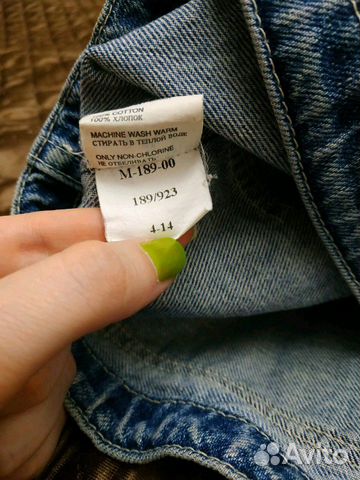 100% COTTON
100% ХЛОПОК
MACHINE WASH WARM
СТИРАТЬ В ТЕПЛОЙ ВОДЕ
ONLY NON-CHLORINE
НЕ ОТБЕЛИВАТЬ
M-189-00
189/923
4-14
Avito